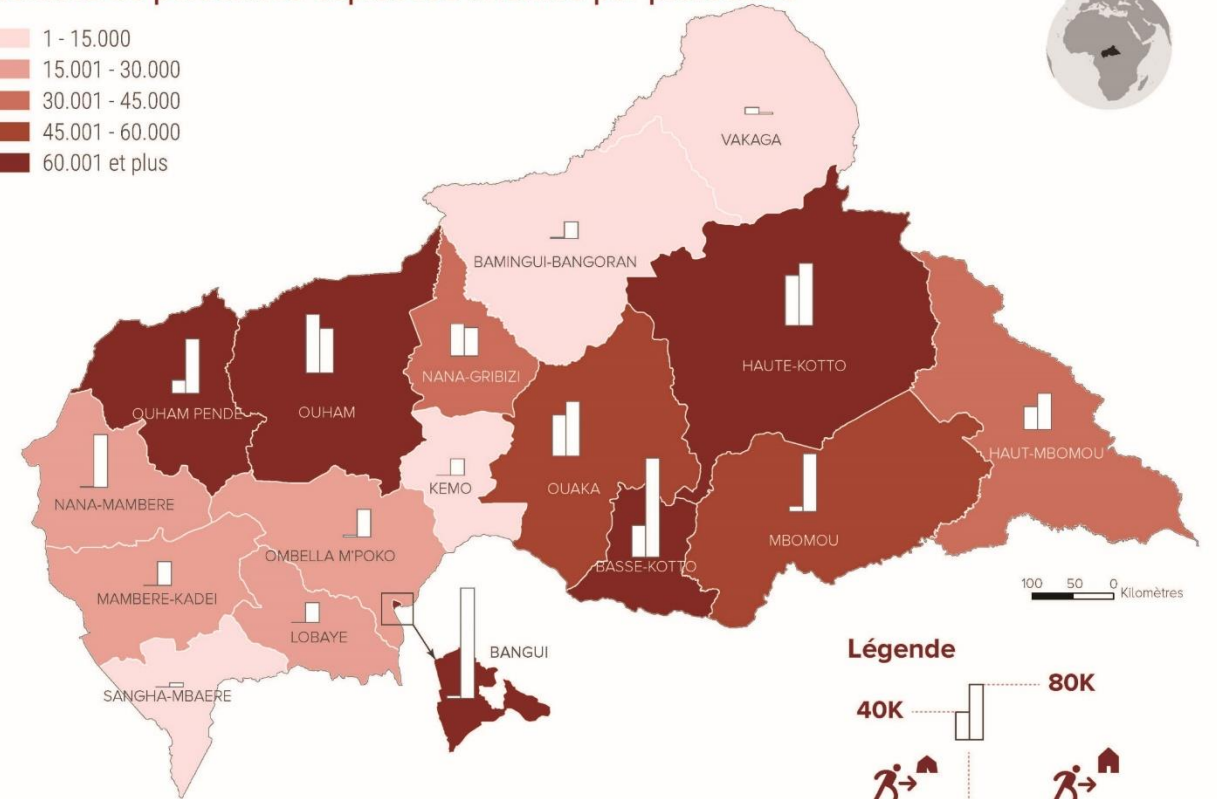 1 - 15.000
15.001 - 30.000
30.001 - 45.000
45.001 - 60.000
60.001 et plus
VAKAGA
BAMINGUI-BANGORAN
HAUTE-KOTTO
NANA-GRIBIZI
OUHAM PENDE
OUHAM
HAUT-MBOMOU
KEMO
OUAKA
NANA-MAMBERE
MBOMOU
OMBELLA M'POKO
BASSE-KOTTO
MAMBERE-KADEI
LOBAYE
100 50 0 Kilomètres
BANGUI
SANGHA-MBAERE
Légende
80K
40K